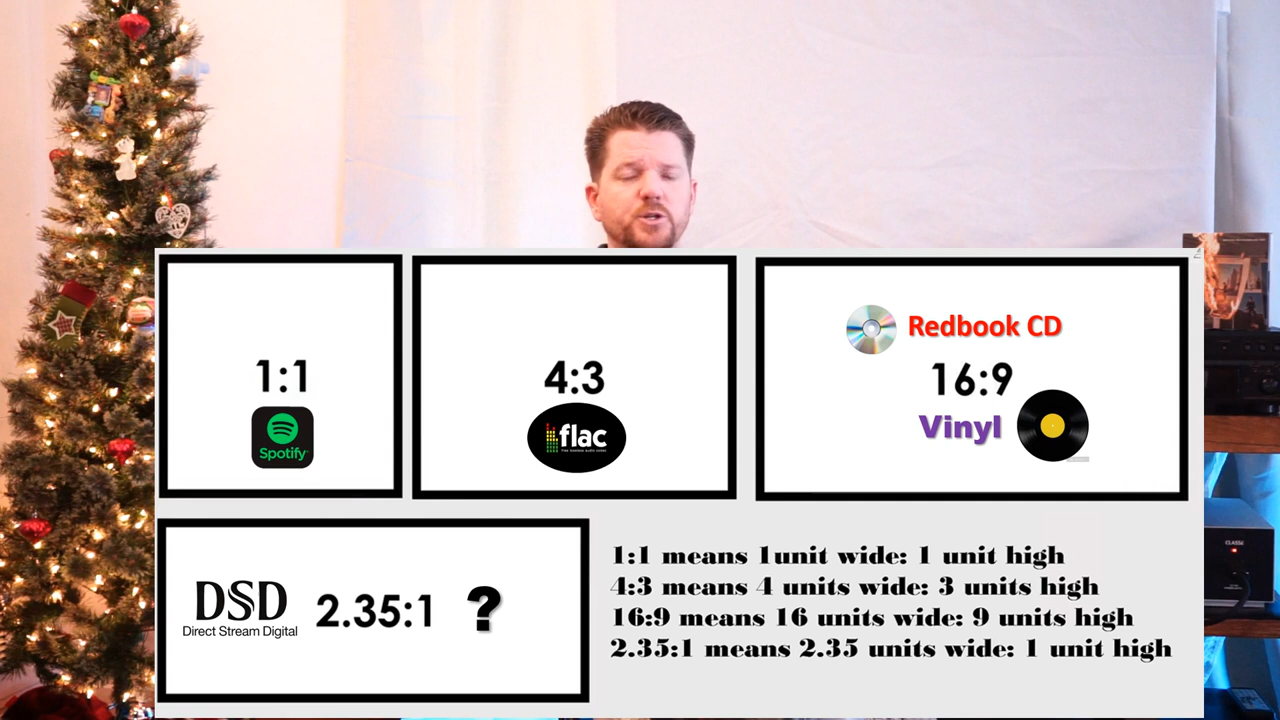 1:1
Spotify
4:3
flac
Redbook CD
16:9
Vinyl
DSD
Direct Stream Digital
2.35:1 ?
1:1 means 1unit wide: 1 unit high
4:3 means 4 units wide: 3 units high
16:9 means 16 units wide: 9 units high
2.35:1 means 2.35 units wide: 1 unit high
CLASSÉ